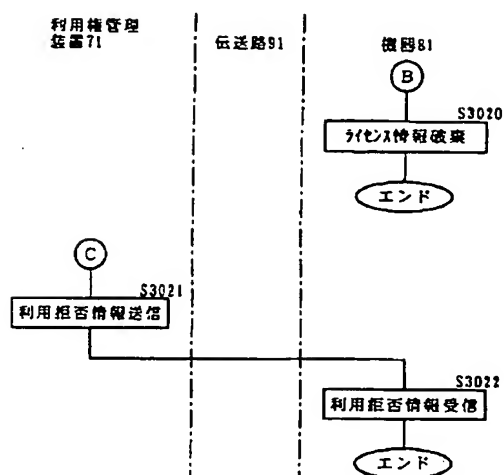 利用権管理
装置71
伝送路91
機器81
B
S3020
ライセンス情報破棄
エンド
C
S3021
利用拒否情報送信
S3022
利用拒否情報受信
エンド